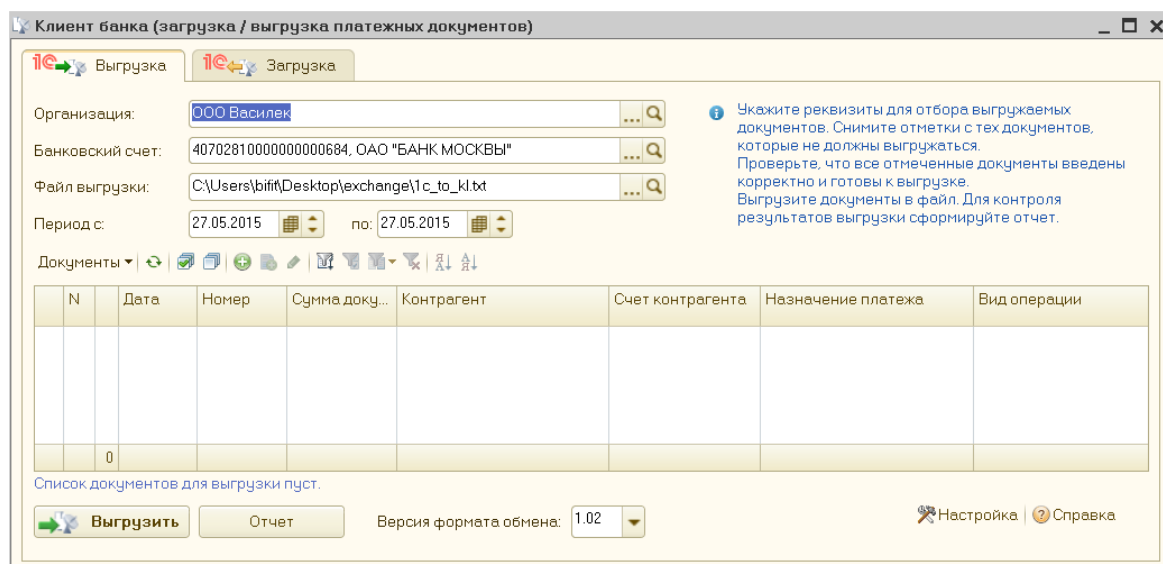 Клиент банка (загрузка / выгрузка платежных документов)
1С Выгрузка 1С Загрузка
Организация: ООО Василек ...
Укажите реквизиты для отбора выгружаемых
документов. Снимите отметки с тех документов,
которые не должны выгружаться.
Проверьте, что все отмеченные документы введены
корректно и готовы к выгрузке.
Выгрузите документы в файл. Для контроля
результатов выгрузки сформируйте отчет.
Банковский счет: 40702810000000000684, ОАО "БАНК МОСКВЫ" ...
Файл выгрузки: C:\Users\bifit\Desktop\exchange\1c_to_kl.txt ...
Период с: 27.05.2015 по: 27.05.2015
Документы
N Дата Номер Сумма доку... Контрагент Счет контрагента Назначение платежа Вид операции
0
Список документов для выгрузки пуст.
Выгрузить Отчет Версия формата обмена: 1.02 Настройка Справка